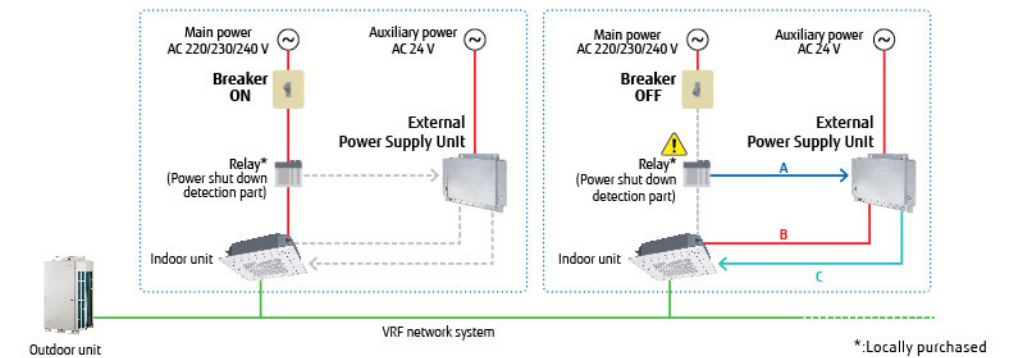 Main power
AC 220/230/240 V
Auxiliary power
AC 24 V
Breaker
ON
External
Power Supply Unit
Relay*
(Power shut down
detection part)
Indoor unit
Main power
AC 220/230/240 V
Auxiliary power
AC 24 V
Breaker
OFF
External
Power Supply Unit
Relay*
(Power shut down
detection part)
A
B
Indoor unit
C
VRF network system
Outdoor unit
*:Locally purchased